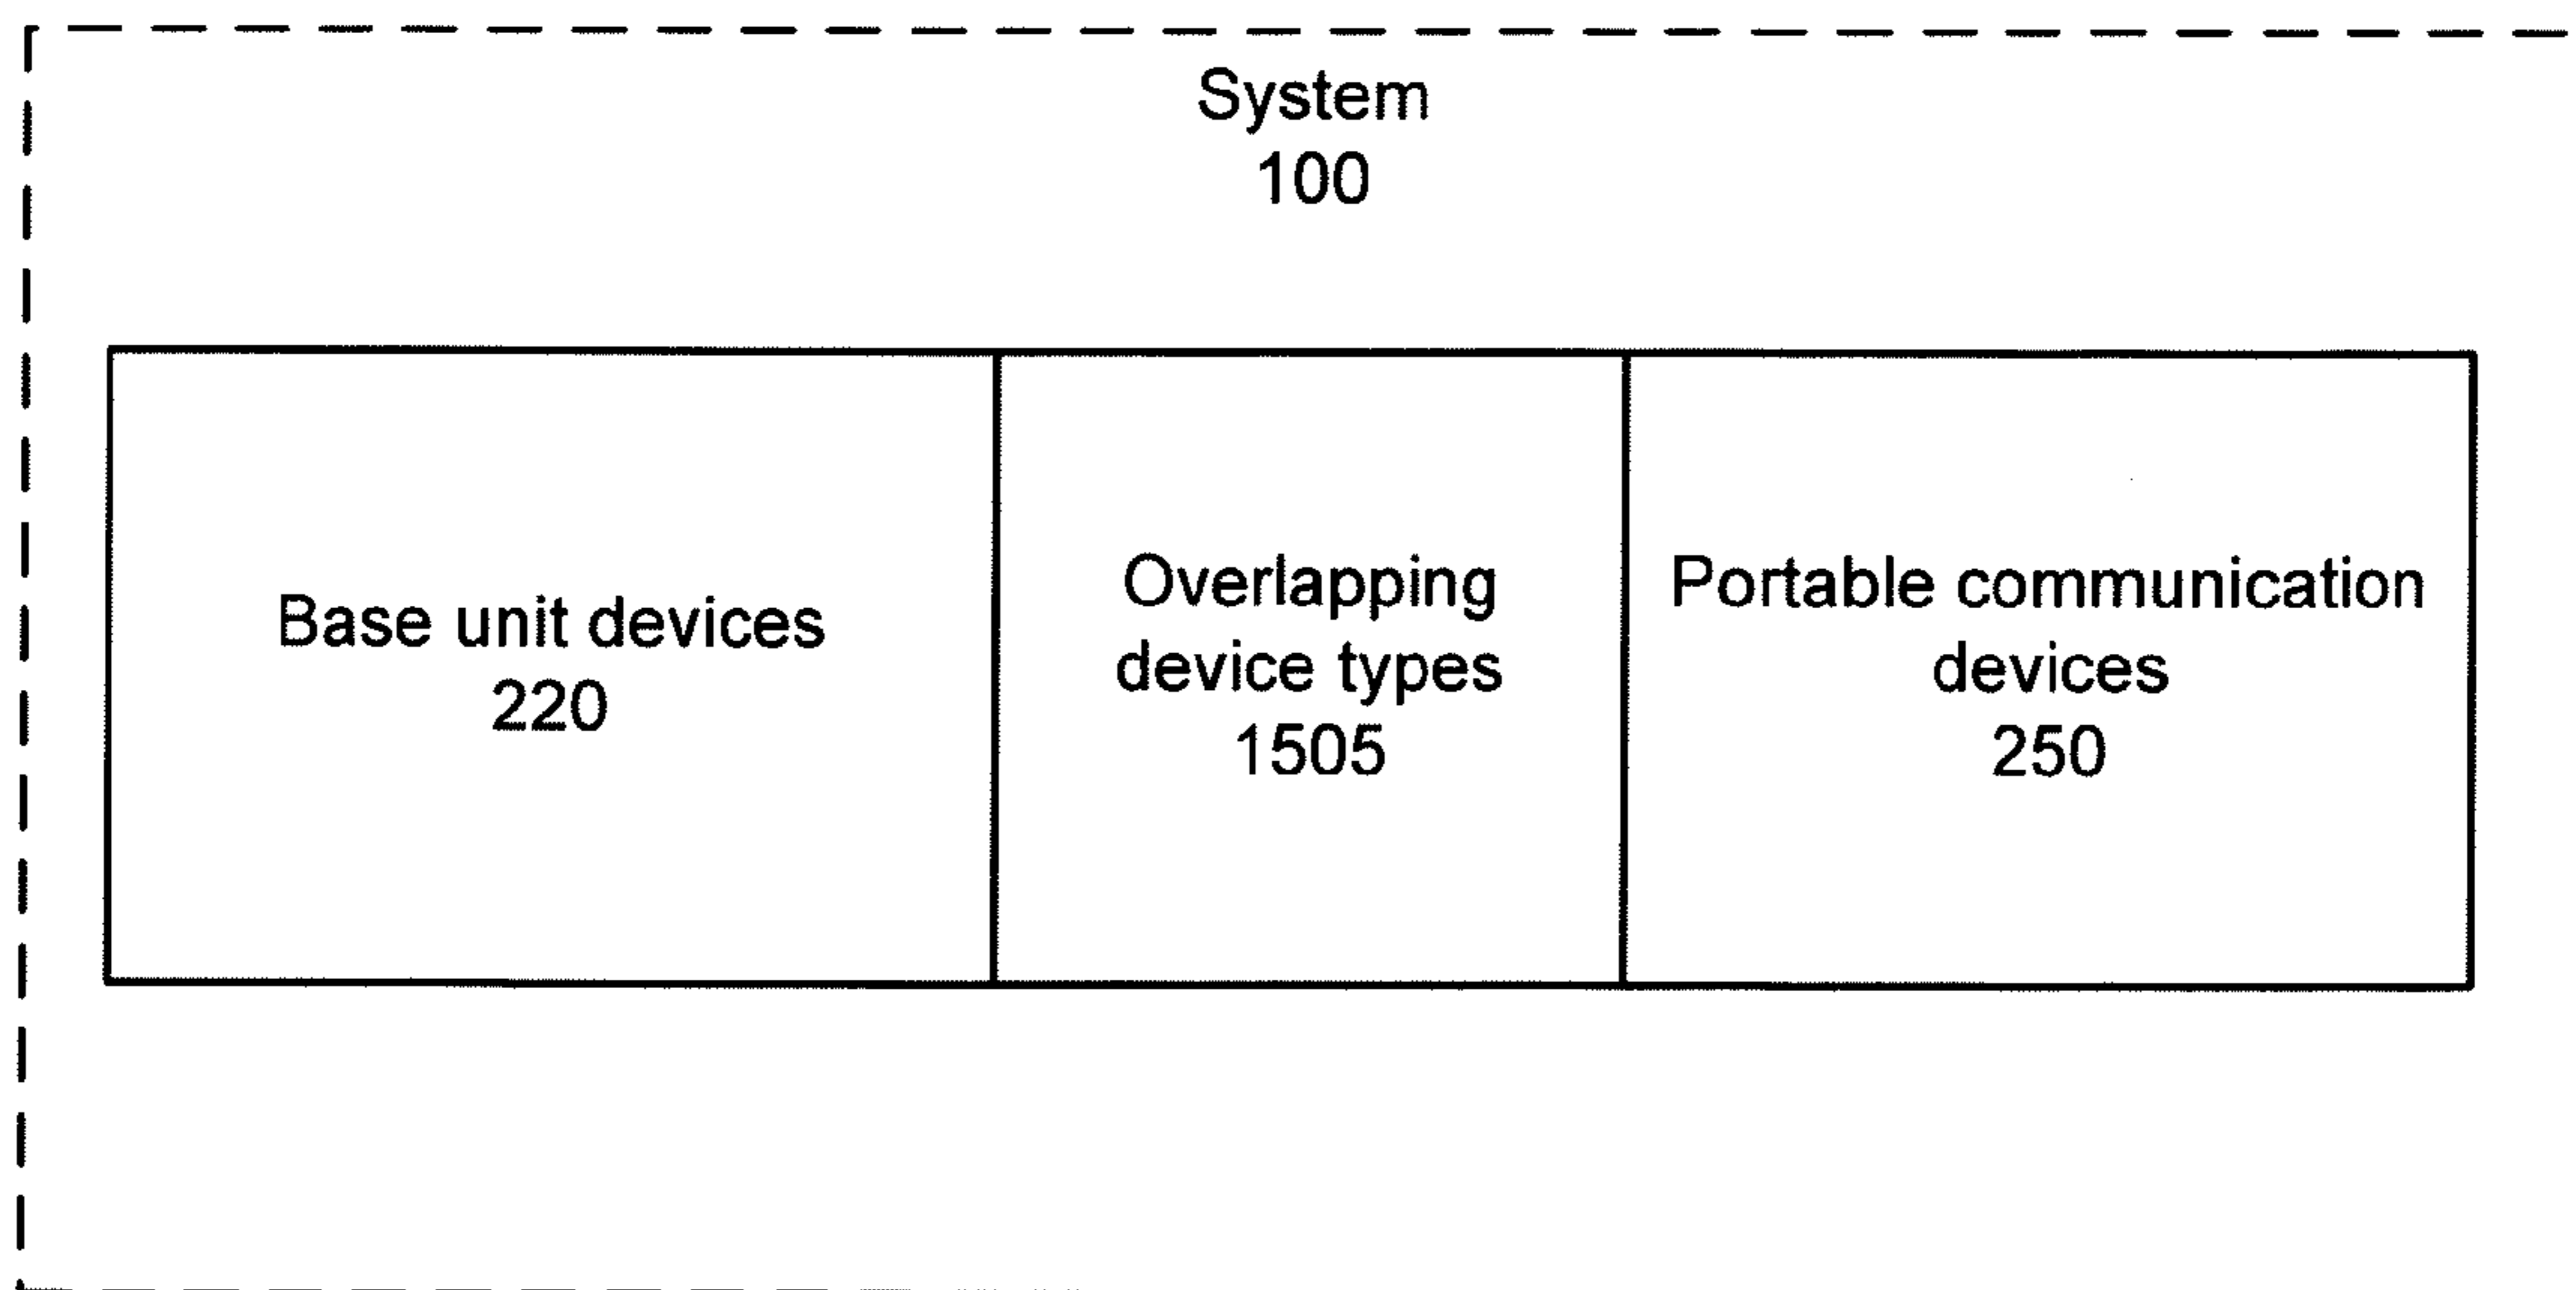 System
100
Base unit devices
220
Overlapping
device types
1505
Portable communication
devices
250